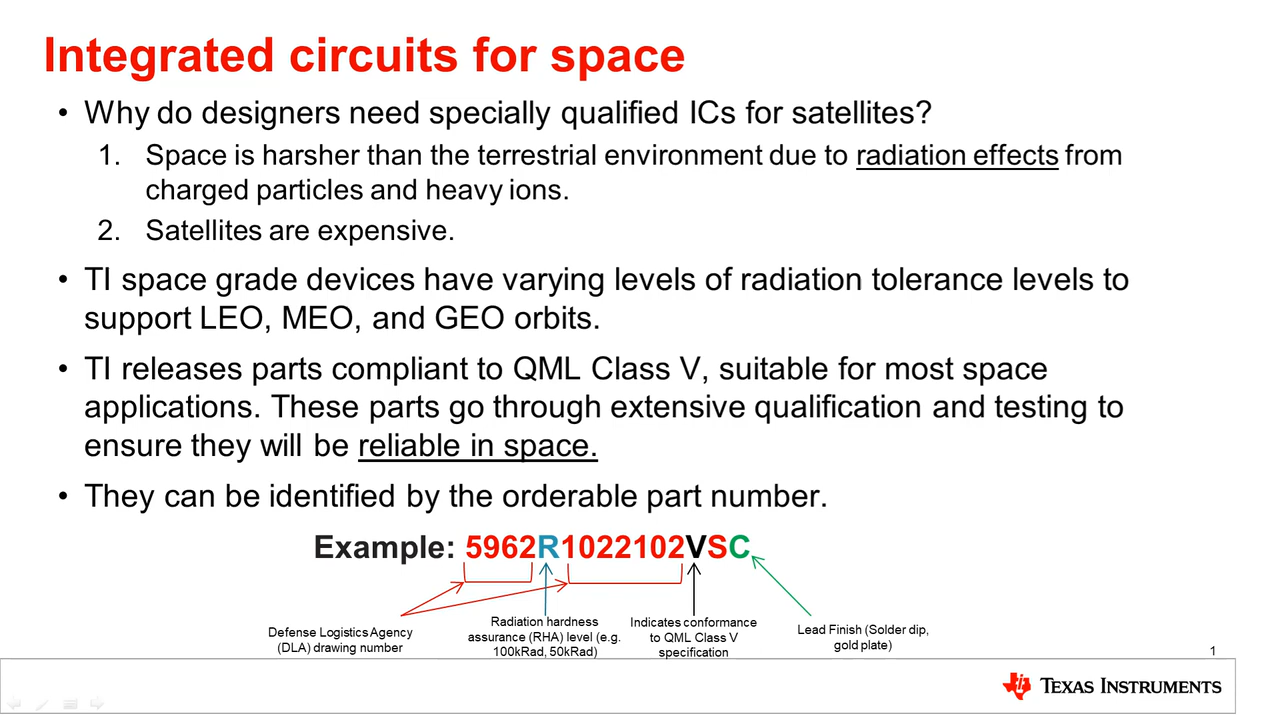 Integrated circuits for space
• Why do designers need specially qualified ICs for satellites?
1. Space is harsher than the terrestrial environment due to radiation effects from
charged particles and heavy ions.
2. Satellites are expensive.
• TI space grade devices have varying levels of radiation tolerance levels to
support LEO, MEO, and GEO orbits.
• TI releases parts compliant to QML Class V, suitable for most space
applications. These parts go through extensive qualification and testing to
ensure they will be reliable in space.
• They can be identified by the orderable part number.
Example: 5962R1022102VSC
Defense Logistics Agency
(DLA) drawing number
Radiation hardness
assurance (RHA) level (e.g.
100kRad, 50kRad)
Indicates conformance
to QML Class V
specification
Lead Finish (Solder dip,
gold plate)
1
TEXAS INSTRUMENTS